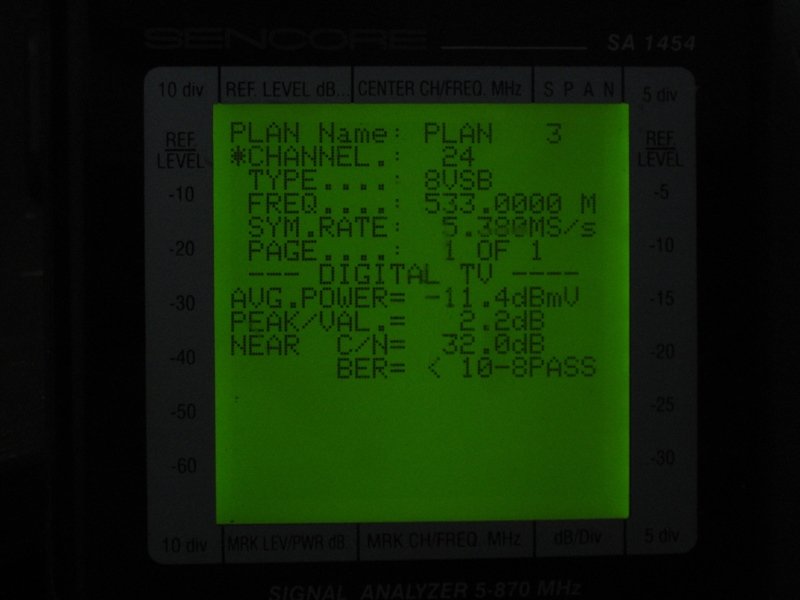 SENCORE SA 1454
10 div REF. LEVEL dB... CENTER CH/FREQ. MHz S P A N 5 div
REF. LEVEL
-10
-20
-30
-40
-50
-60
PLAN Name: PLAN 3
*CHANNEL.: 24
TYPE....: 8VSB
FREQ....: 533.0000 M
SYM.RATE: 5.380MS/s
PAGE....: 1 OF 1
--- DIGITAL TV ----
AVG.POWER= -11.4dBmV
PEAK/VAL.= 2.2dB
NEAR C/N= 32.0dB
BER= < 10-8PASS
REF. LEVEL
-5
-10
-15
-20
-25
-30
10 div MRK LEV/PWR dB. MRK CH/FREQ. MHz dB/Div 5 div
SIGNAL ANALYZER 5-870 MHz